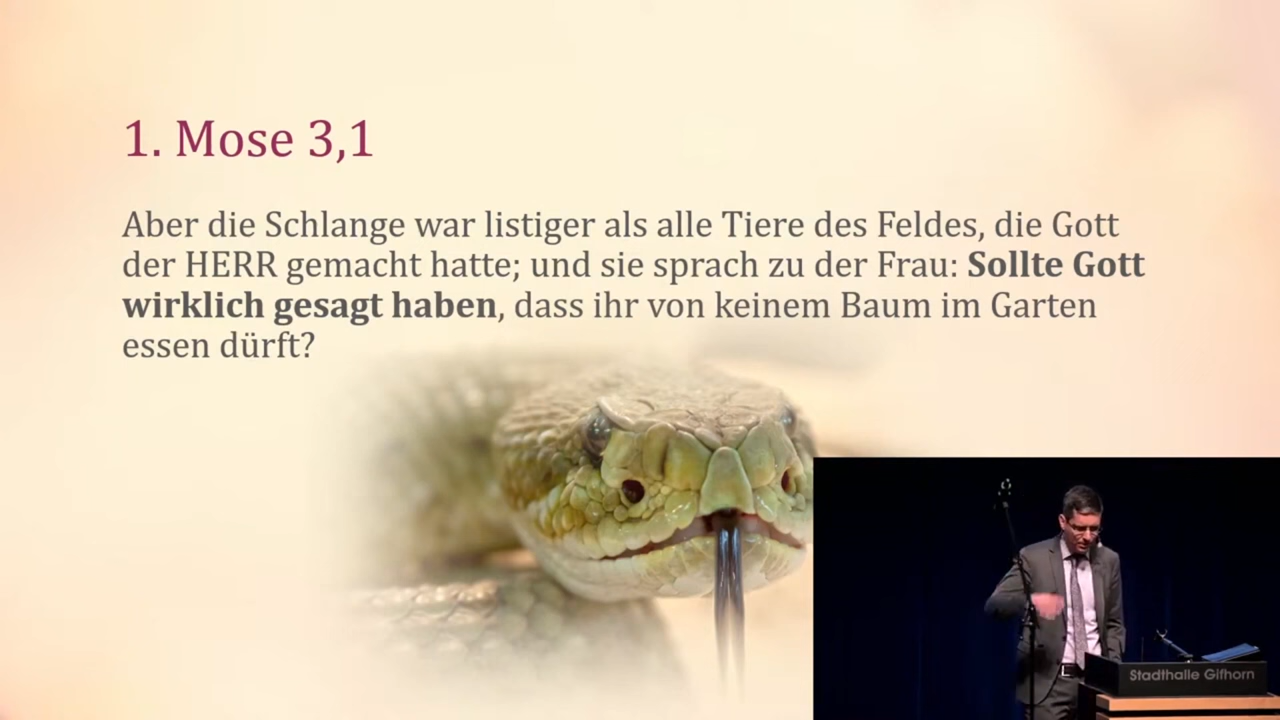 1. Mose 3,1
Aber die Schlange war listiger als alle Tiere des Feldes, die Gott
der HERR gemacht hatte; und sie sprach zu der Frau: Sollte Gott
wirklich gesagt haben, dass ihr von keinem Baum im Garten
essen dürft?
Stadthalle Gifhorn